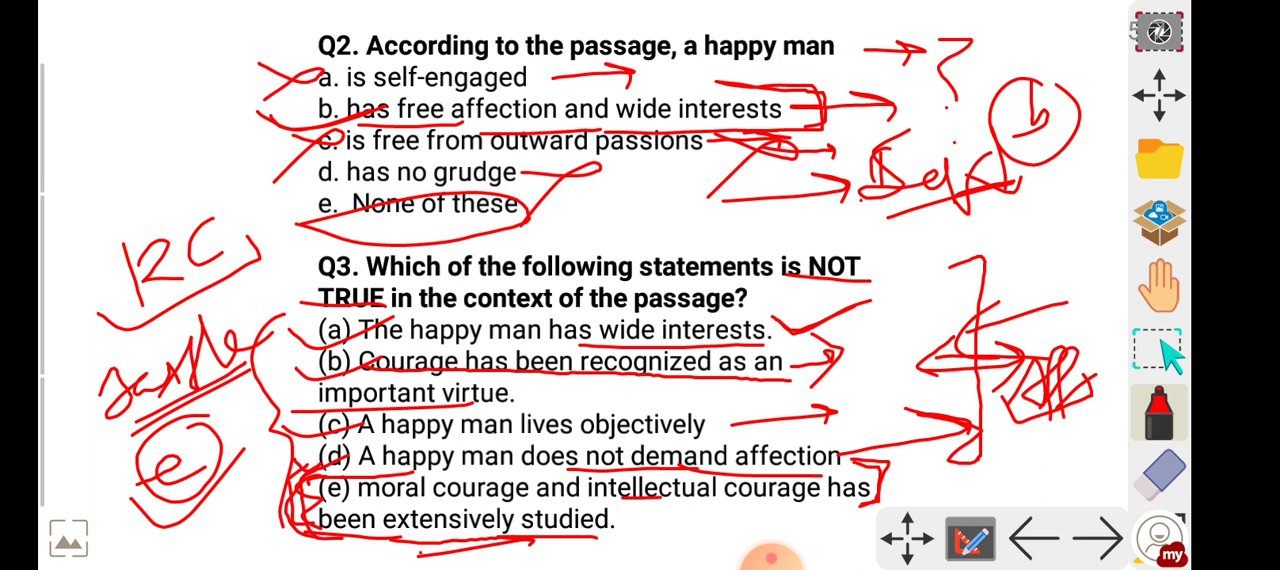 Q2. According to the passage, a happy man
a. is self-engaged
b. has free affection and wide interests
c. is free from outward passions
d. has no grudge
e. None of these
b
RC
Q3. Which of the following statements is NOT
TRUE in the context of the passage?
(a) The happy man has wide interests.
(b) Courage has been recognized as an
important virtue.
(c) A happy man lives objectively
(d) A happy man does not demand affection
(e) moral courage and intellectual courage has
been extensively studied.
e
my